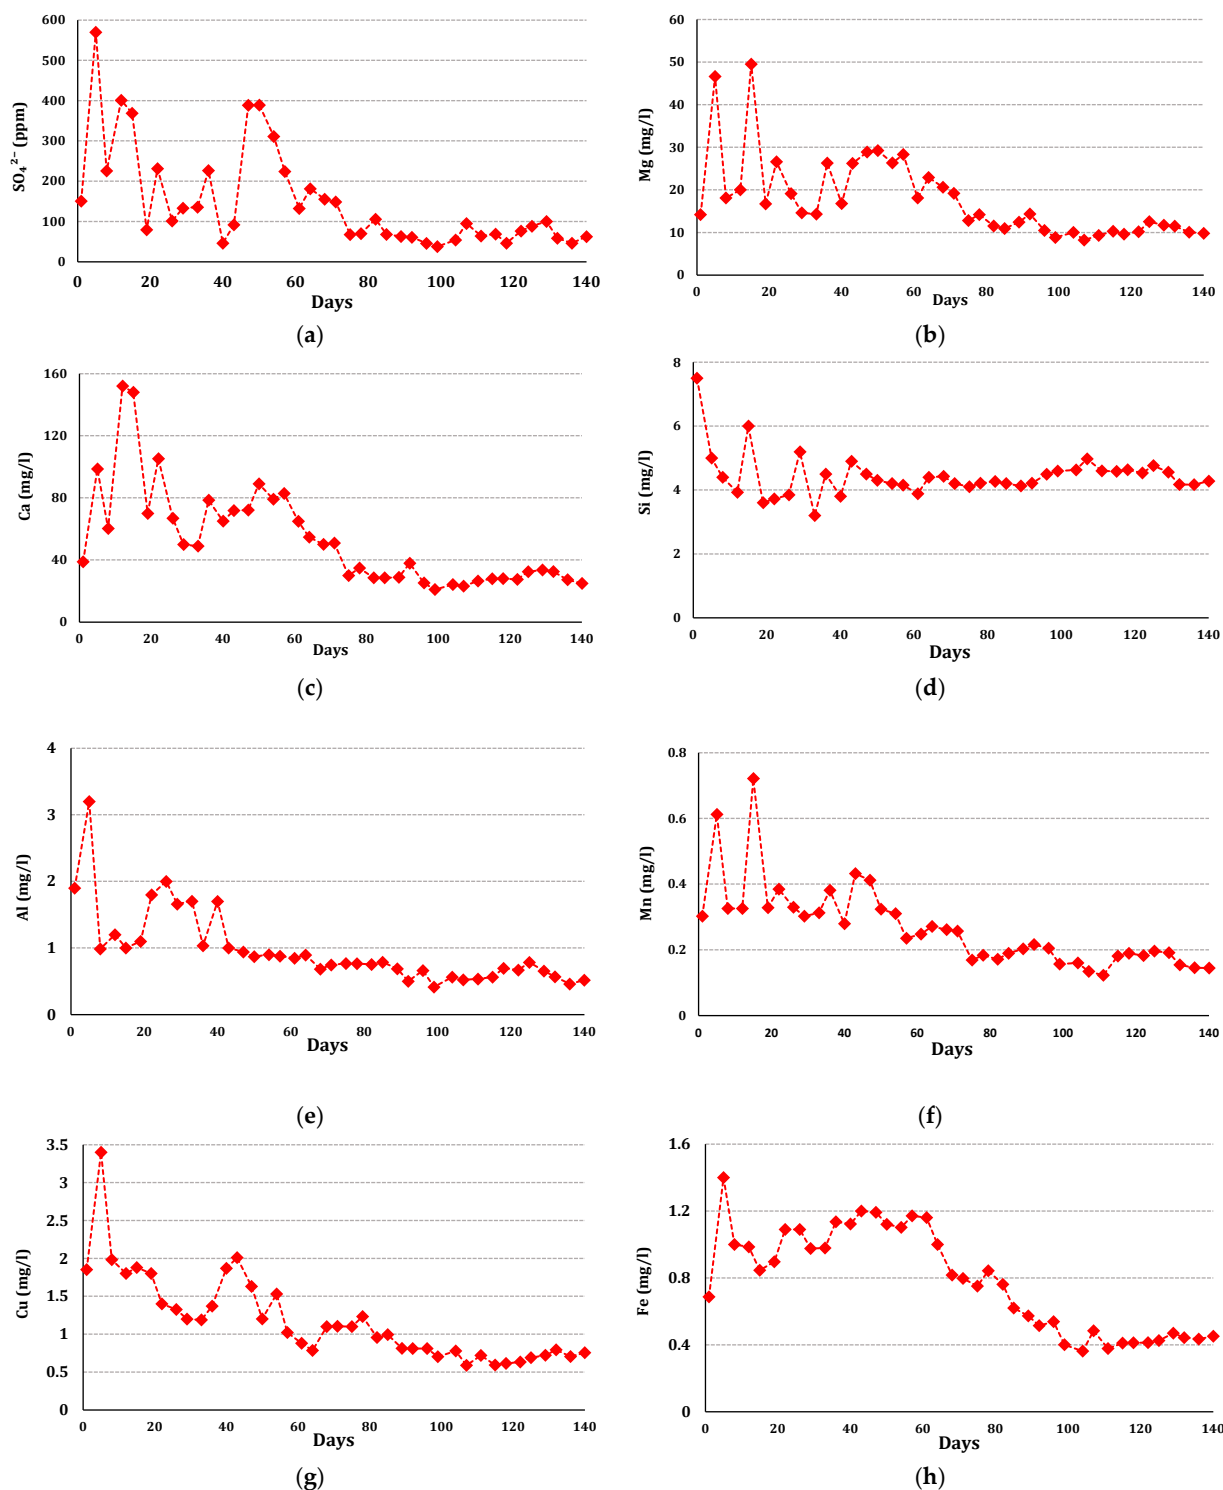 600
500
400
300
200
100
0
SO₄²⁻ (ppm)
0 20 40 60 80 100 120 140
Days
(a)
60
50
40
30
20
10
0
Mg (mg/l)
0 20 40 60 80 100 120 140
Days
(b)
160
120
80
40
0
Ca (mg/l)
0 20 40 60 80 100 120 140
Days
(c)
8
6
4
2
0
Si (mg/l)
0 20 40 60 80 100 120 140
Days
(d)
4
3
2
1
0
Al (mg/l)
0 20 40 60 80 100 120 140
Days
(e)
0.8
0.6
0.4
0.2
0
Mn (mg/l)
0 20 40 60 80 100 120 140
Days
(f)
3.5
3
2.5
2
1.5
1
0.5
0
Cu (mg/l)
0 20 40 60 80 100 120 140
Days
(g)
1.6
1.2
0.8
0.4
0
Fe (mg/l)
0 20 40 60 80 100 120 140
Days
(h)